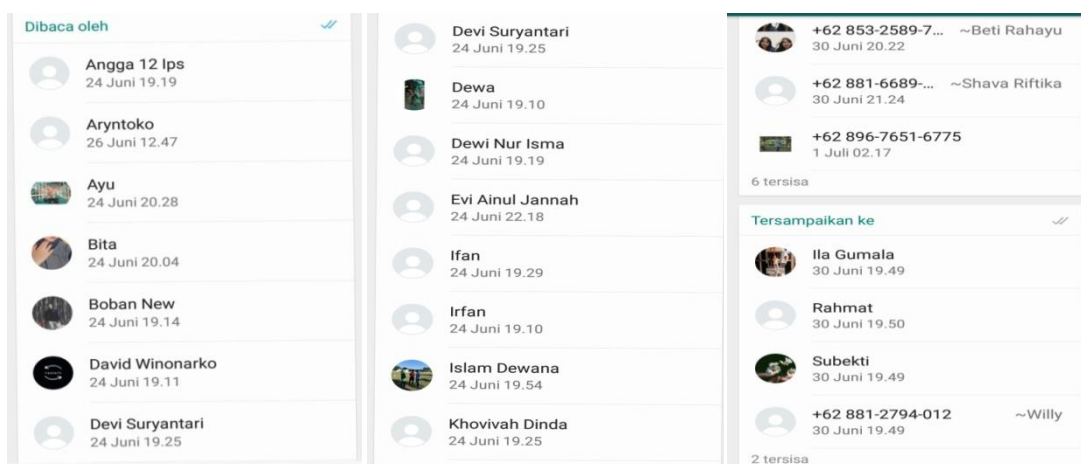 Dibaca oleh
Angga 12 Ips
24 Juni 19.19
Aryntoko
26 Juni 12.47
Ayu
24 Juni 20.28
Bita
24 Juni 20.04
Boban New
24 Juni 19.14
David Winonarko
24 Juni 19.11
Devi Suryantari
24 Juni 19.25
Devi Suryantari
24 Juni 19.25
Dewa
24 Juni 19.10
Dewi Nur Isma
24 Juni 19.19
Evi Ainul Jannah
24 Juni 22.18
Ifan
24 Juni 19.29
Irfan
24 Juni 19.10
Islam Dewana
24 Juni 19.54
Khovivah Dinda
24 Juni 19.25
+62 853-2589-7... ~Beti Rahayu
30 Juni 20.22
+62 881-6689-... ~Shava Riftika
30 Juni 21.24
+62 896-7651-6775
1 Juli 02.17
6 tersisa
Tersampaikan ke
Ila Gumala
30 Juni 19.49
Rahmat
30 Juni 19.50
Subekti
30 Juni 19.49
+62 881-2794-012 ~Willy
30 Juni 19.49
2 tersisa